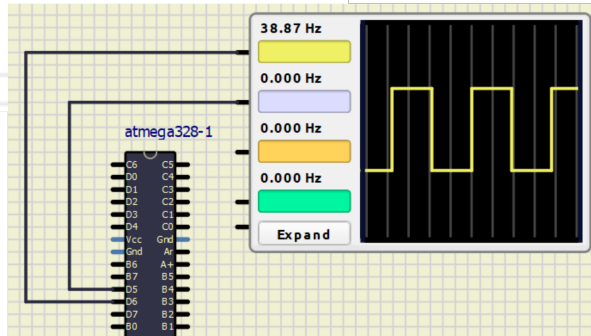 38.87 Hz
0.000 Hz
0.000 Hz
0.000 Hz
Expand
atmega328-1
C6 C5
D0 C4
D1 C3
D2 C2
D3 C1
D4 C0
Vcc Gnd
Gnd Ar
B6 A+
B7 B5
D5 B4
D6 B3
D7 B2
B0 B1